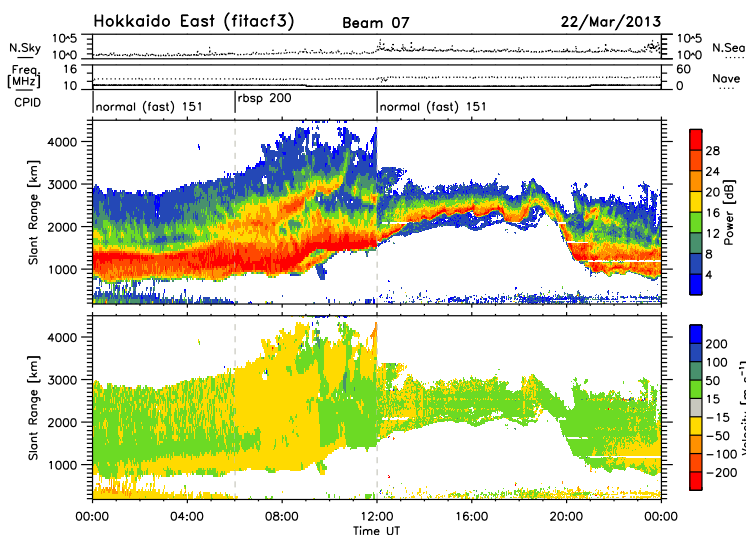 Hokkaido East (fitacf3) Beam 07 22/Mar/2013
N.Sky 10^5 10^0 10^5 10^0 N.Sea
Freq. [MHz] 16 10 60 0 Nave
CPID normal (fast) 151 rbsp 200 normal (fast) 151
Slant Range [km]
4000
3000
2000
1000
28
24
20
16
12
8
4
Power [dB]
Slant Range [km]
4000
3000
2000
1000
200
100
50
15
-15
-50
-100
-200
Velocity [m s^-1]
00:00 04:00 08:00 12:00 16:00 20:00 00:00
Time UT